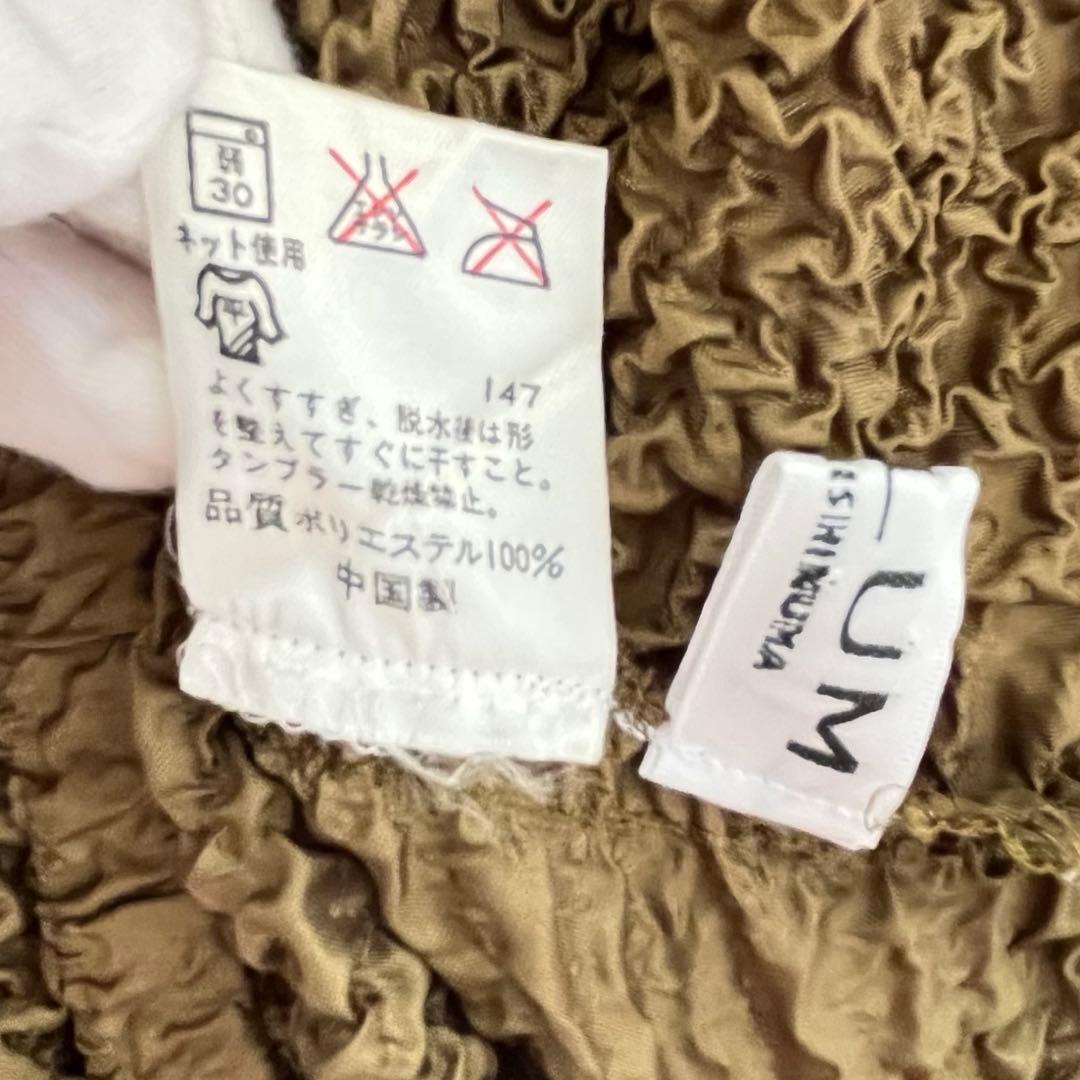 弱
30
エンソ
サラシ
ネット使用
平
147
よくすすぎ、脱水後は形
を整えてすぐに干すこと。
タンブラー乾燥禁止。
品質 ポリエステル100%
中国製
UM
ESHINUMA